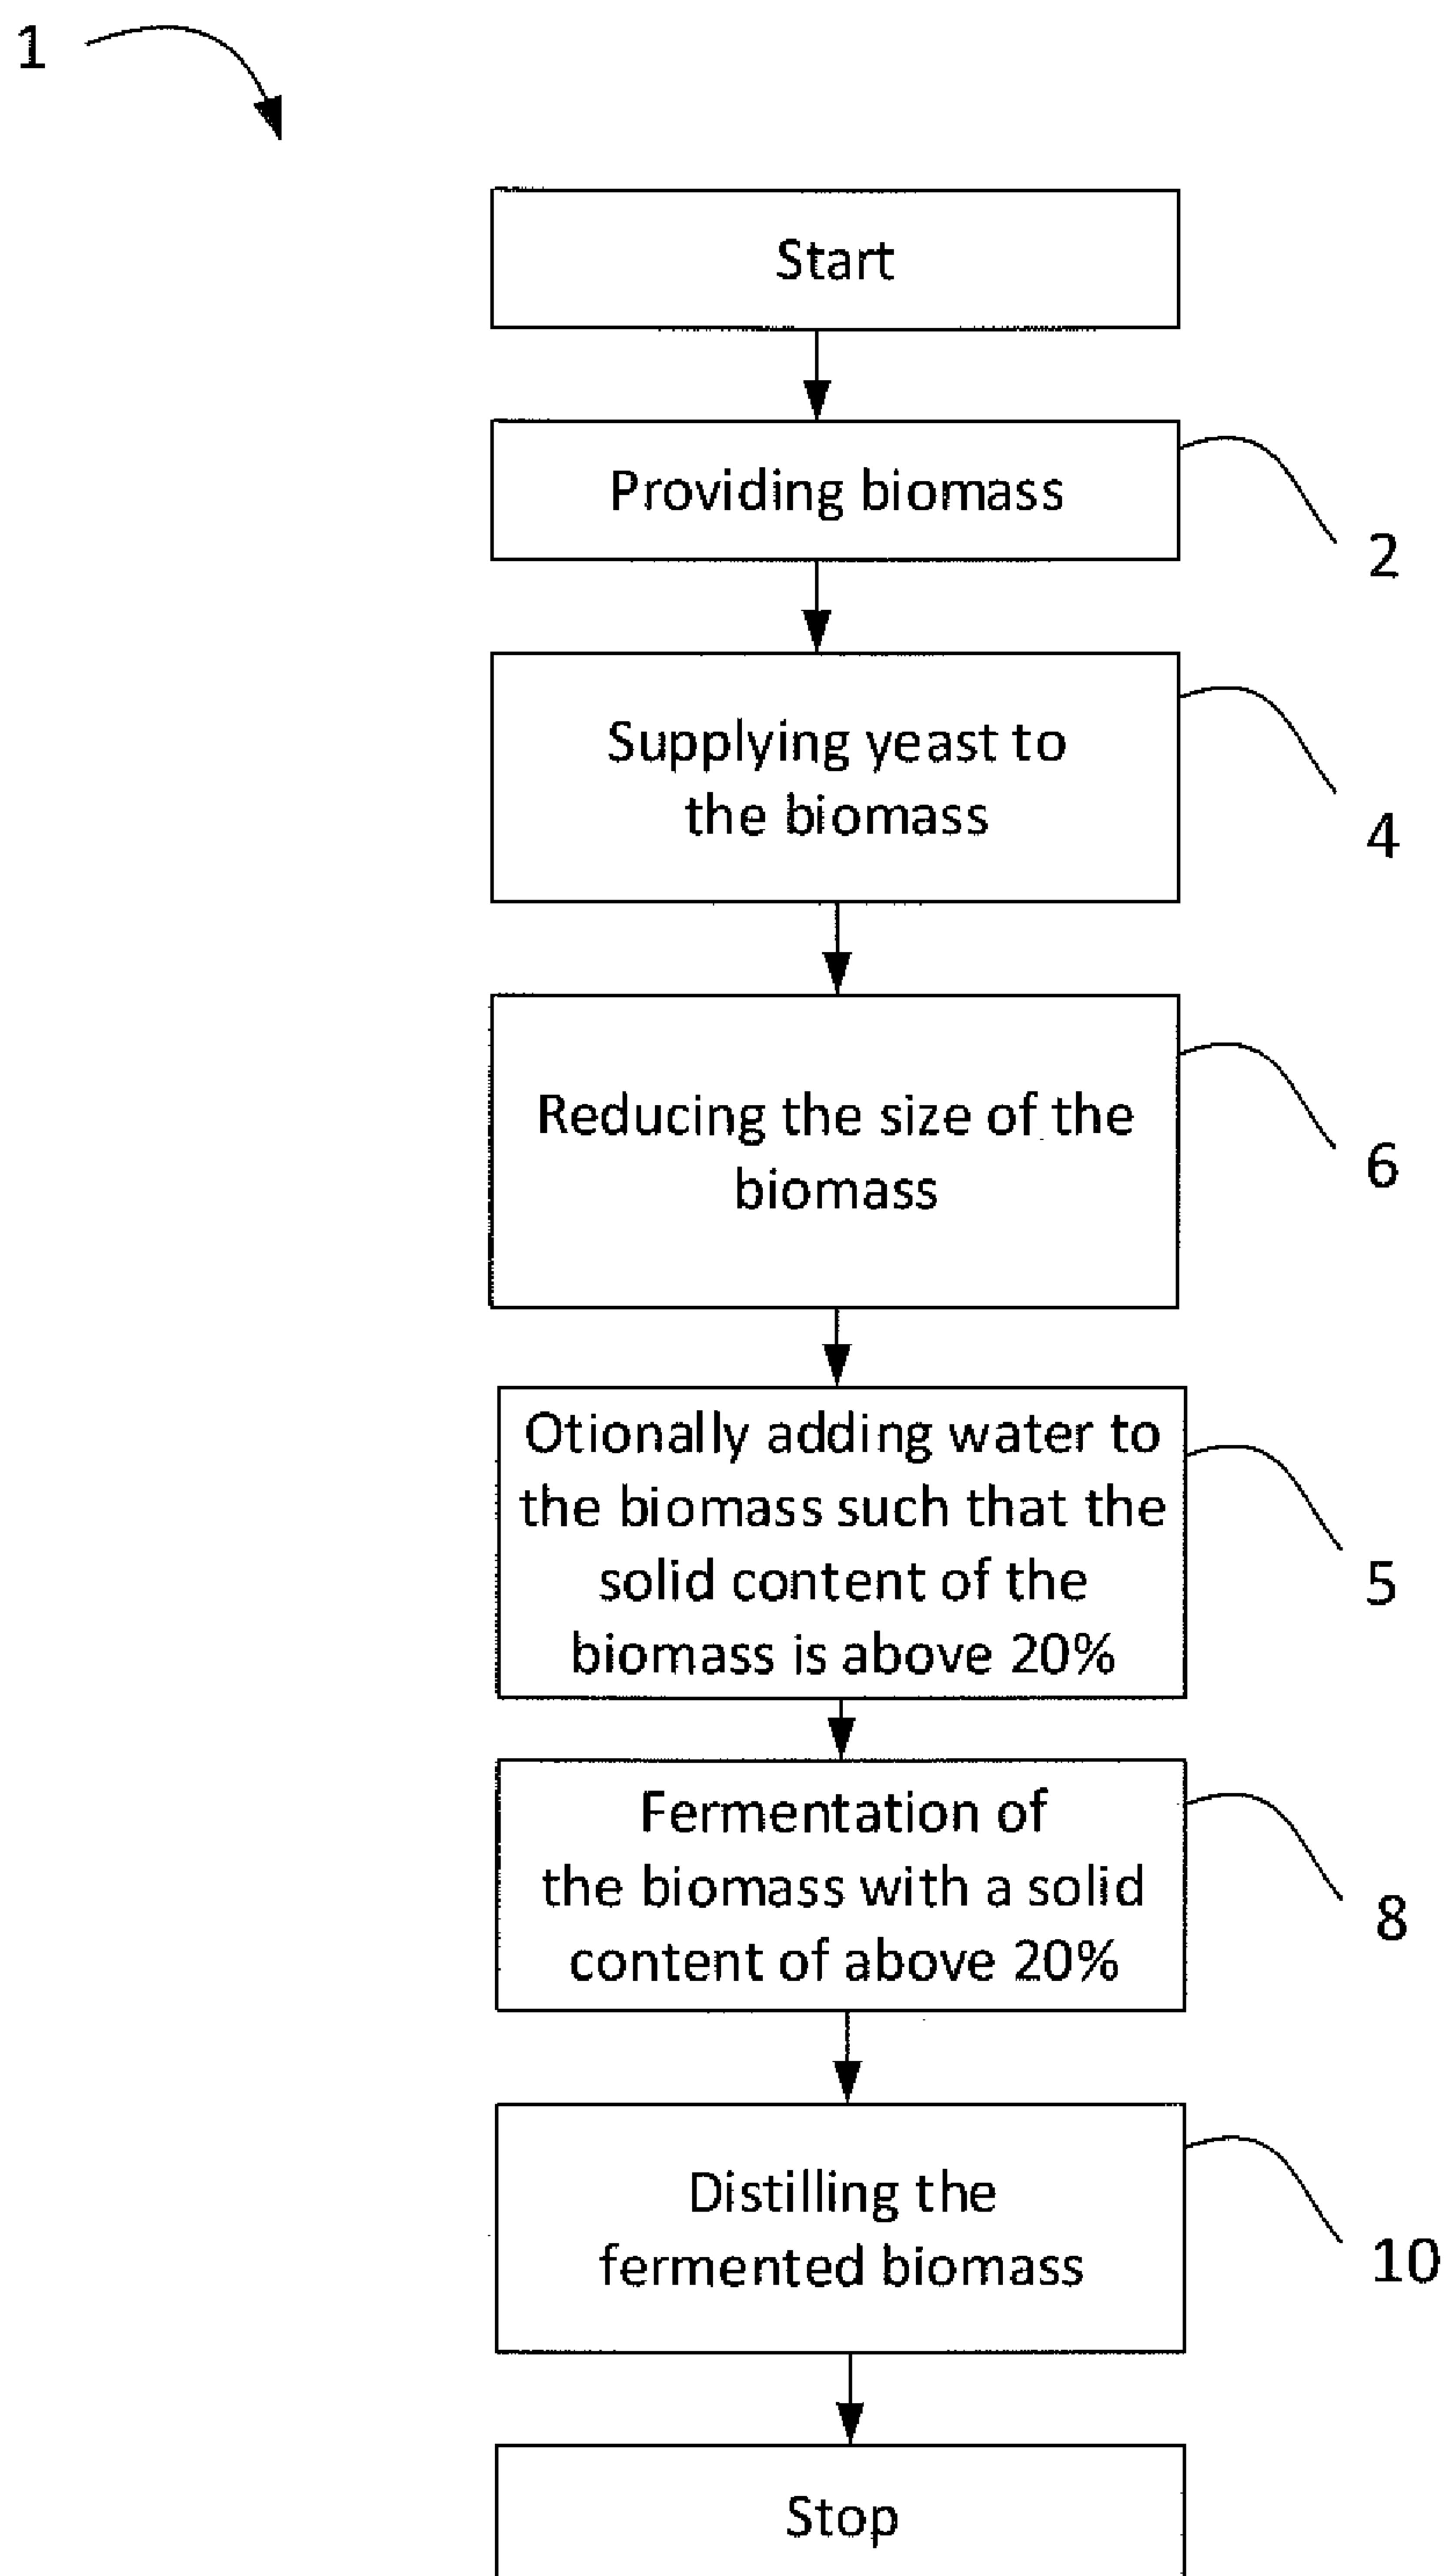 1
Start
Providing biomass
2
Supplying yeast to
the biomass
4
Reducing the size of the
biomass
6
Otionally adding water to
the biomass such that the
solid content of the
biomass is above 20%
5
Fermentation of
the biomass with a solid
content of above 20%
8
Distilling the
fermented biomass
10
Stop